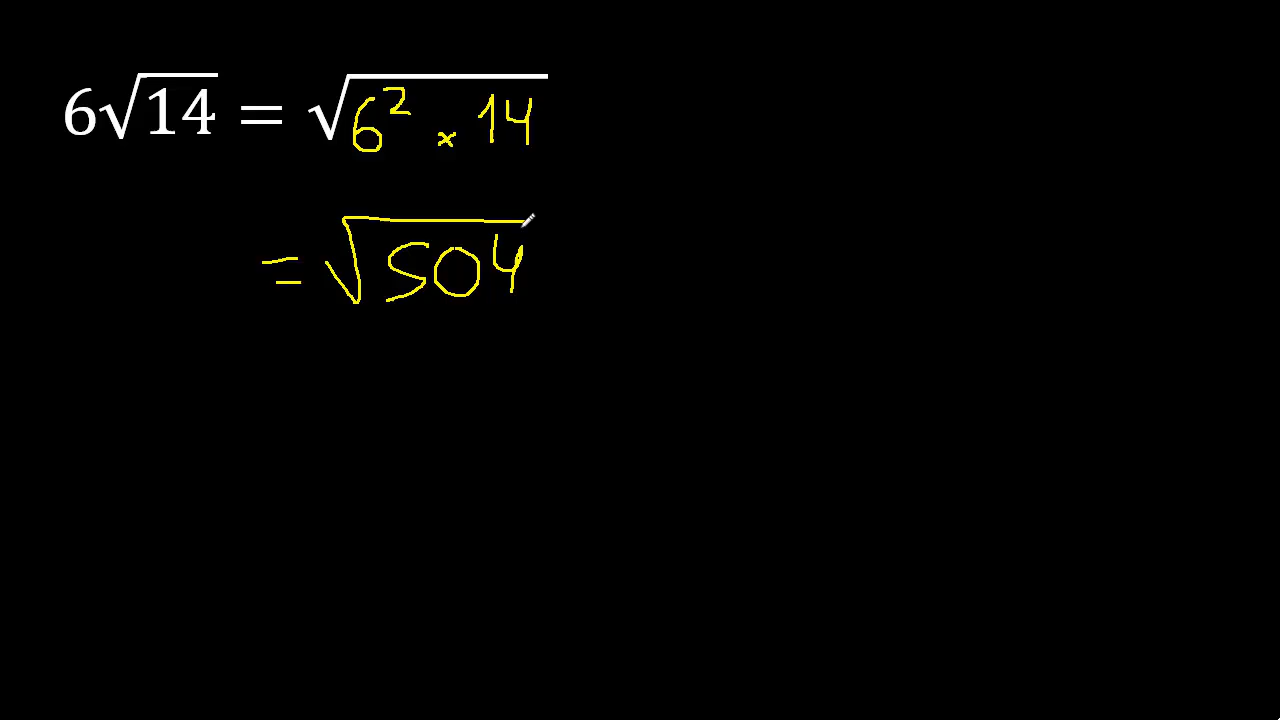 6√14 = √6² × 14
= √504